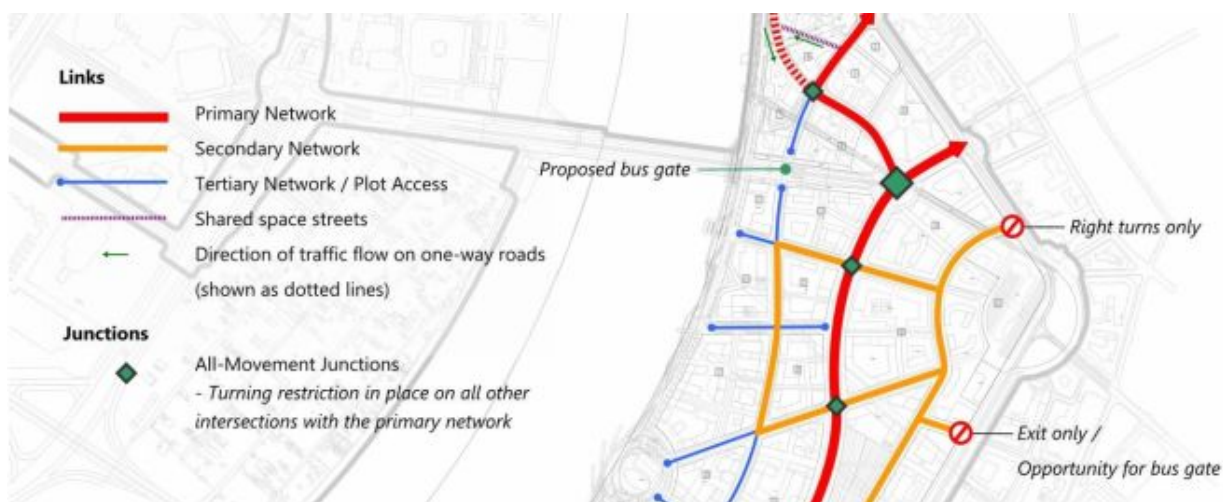 Links
Primary Network
Secondary Network
Tertiary Network / Plot Access
Shared space streets
Direction of traffic flow on one-way roads
(shown as dotted lines)
Junctions
All-Movement Junctions
- Turning restriction in place on all other
intersections with the primary network
Proposed bus gate
Right turns only
Exit only /
Opportunity for bus gate